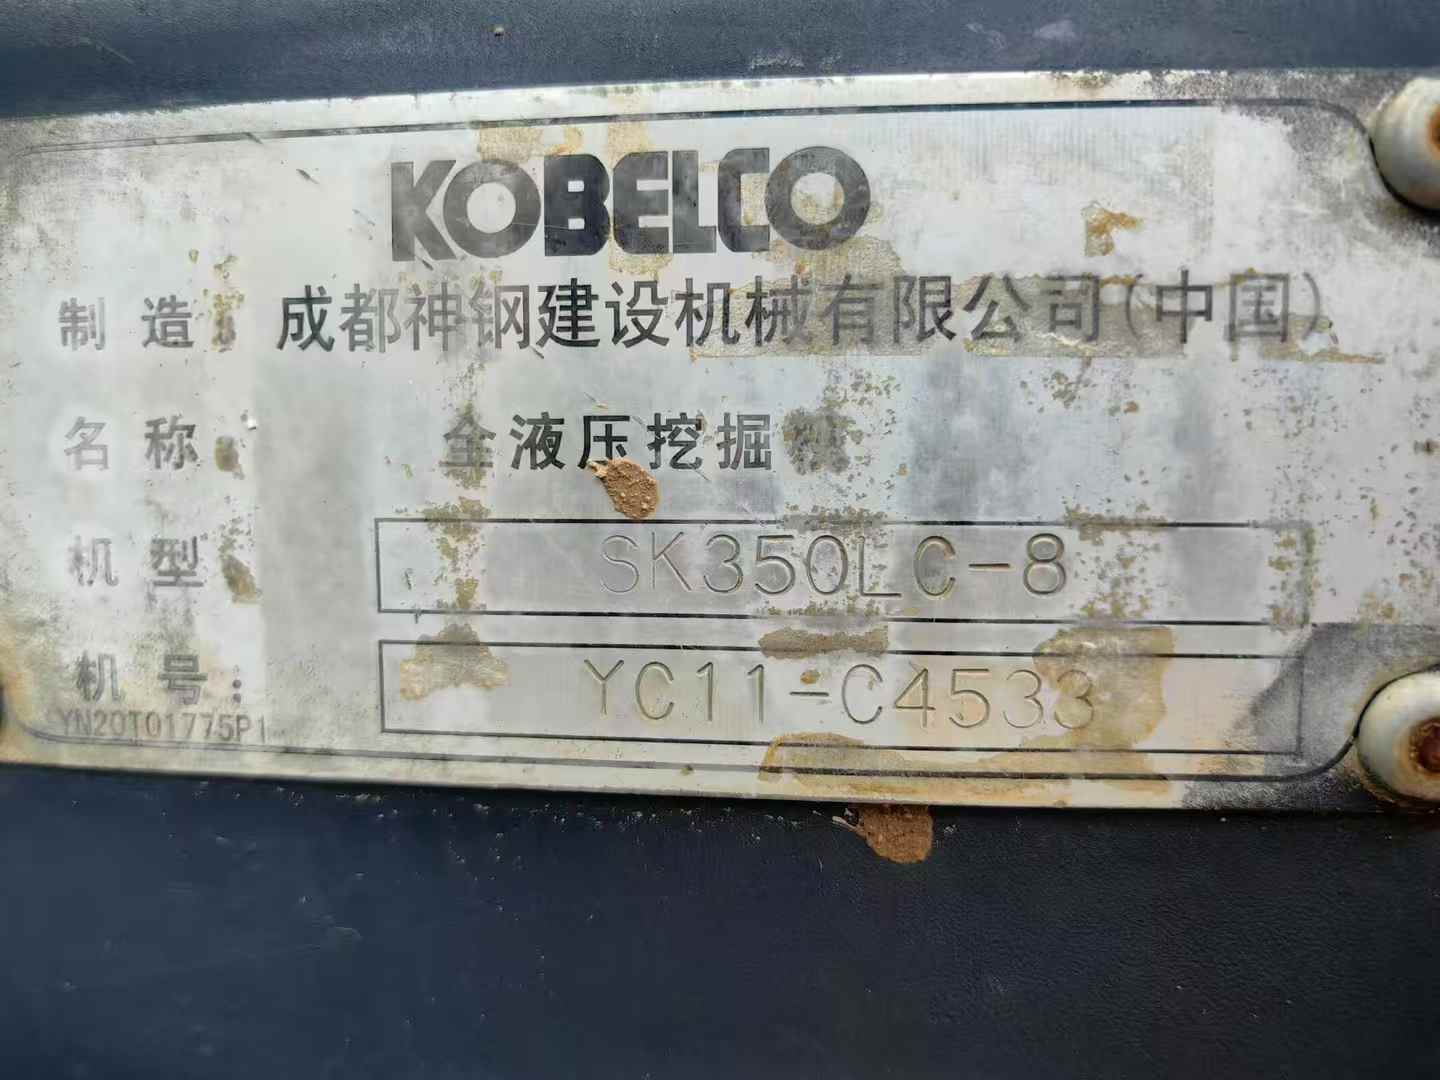 KOBELCO
制 造: 成都神钢建设机械有限公司(中国)
名 称: 全液压挖掘机
机 型: SK350LC-8
机 号: YC11-C4533
YN20T01775P1